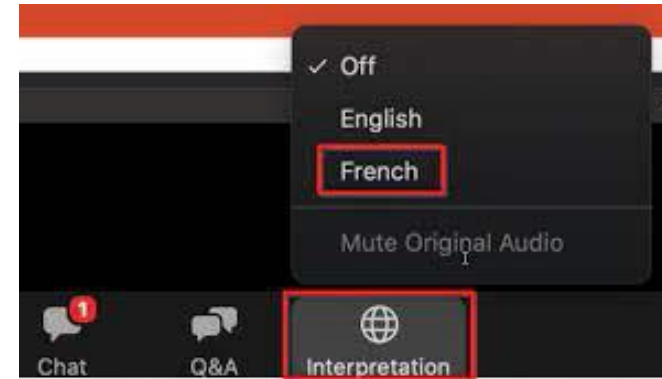 ✓ Off
English
French
Mute Original Audio
1
Chat
Q&A
Interpretation